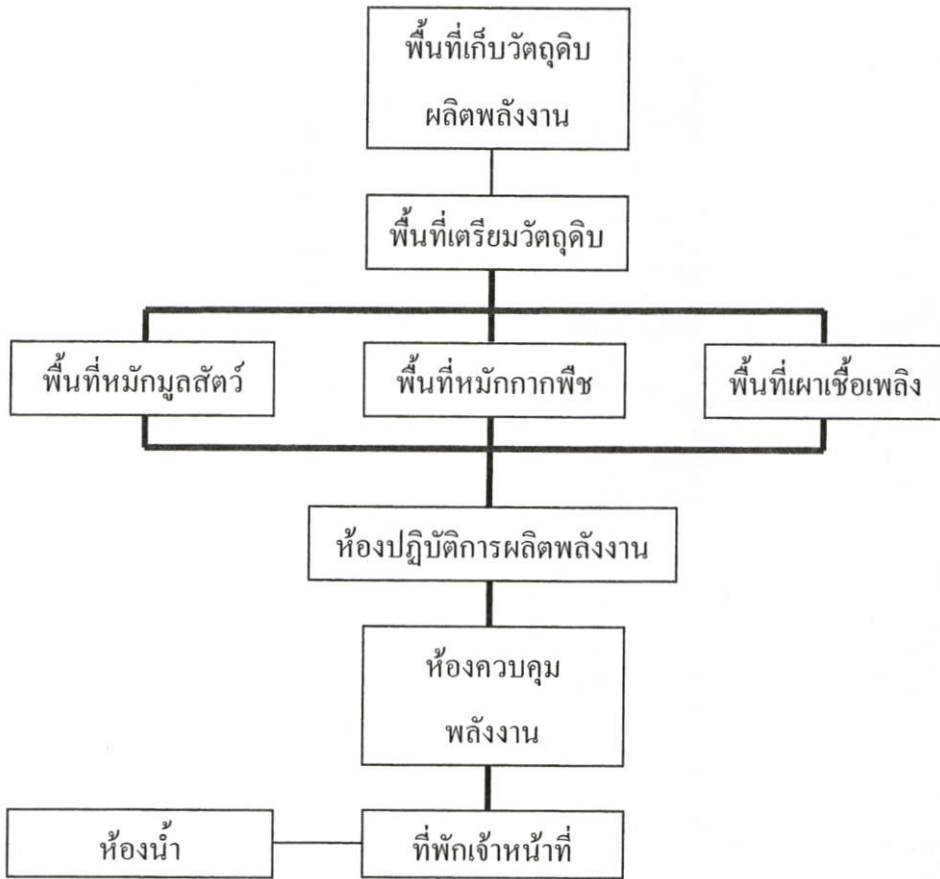 พื้นที่เก็บวัตถุดิบ
ผลิตพลังงาน
พื้นที่เตรียมวัตถุดิบ
พื้นที่หมักมูลสัตว์
พื้นที่หมักกากพืช
พื้นที่เผาเชื้อเพลิง
ห้องปฏิบัติการผลิตพลังงาน
ห้องควบคุม
พลังงาน
ห้องน้ำ
ที่พักเจ้าหน้าที่